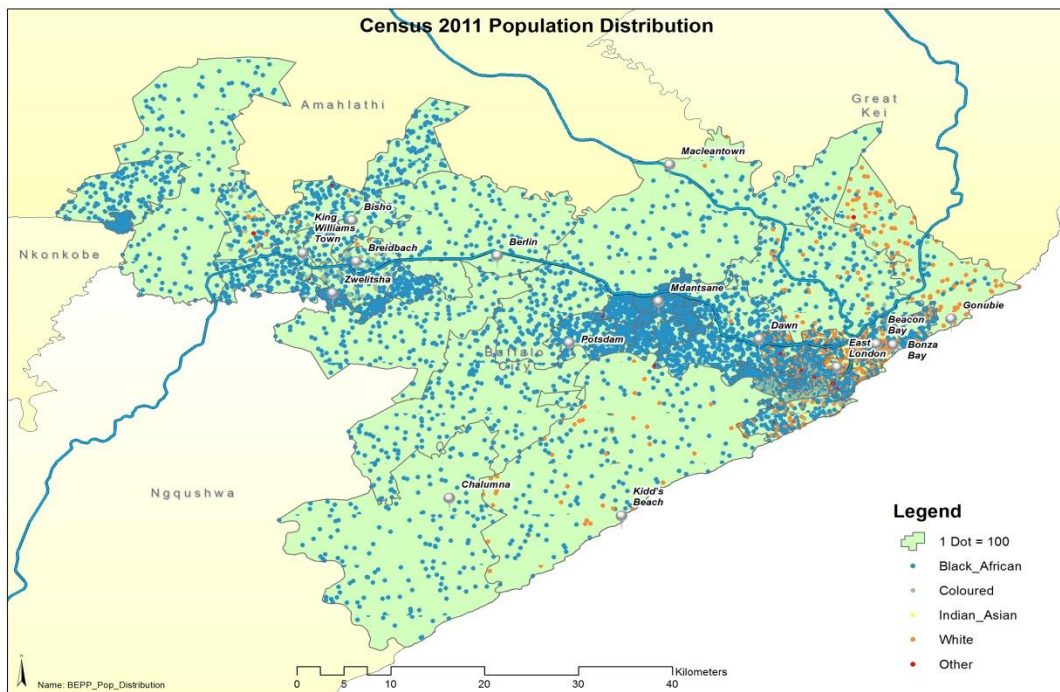 Census 2011 Population Distribution
Amahlathi
Great
Kei
Macleantown
Bisho
King
Williams
Town
Breidbach
Berlin
Nkonkobe
Zwelitsha
Mdantsane
Gonubie
Dawn
Beacon
Bay
Potsdam
Buffalo
City
East
London
Bonza
Bay
Ngqushwa
Chalumna
Kidd's
Beach
Legend
1 Dot = 100
Black_African
Coloured
Indian_Asian
White
Other
Kilometers
0 5 10 20 30 40
N
Name: BEPP_Pop_Distribution